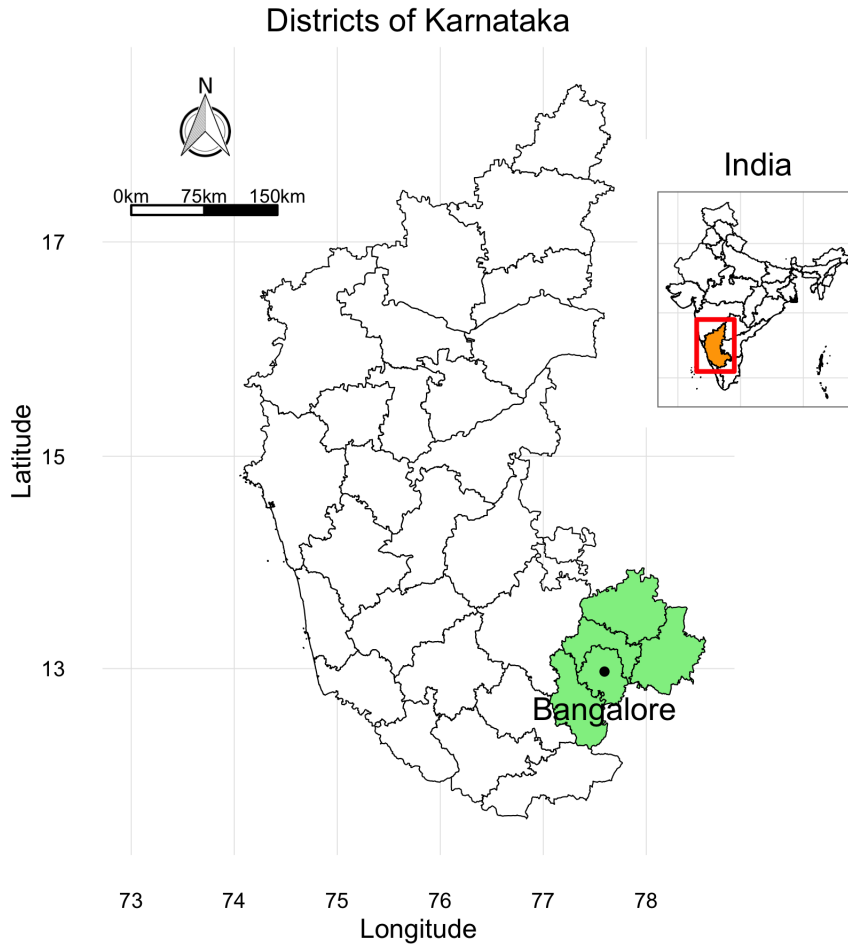 Districts of Karnataka
N
0km 75km 150km
India
17
15
13
Latitude
Bangalore
73 74 75 76 77 78
Longitude